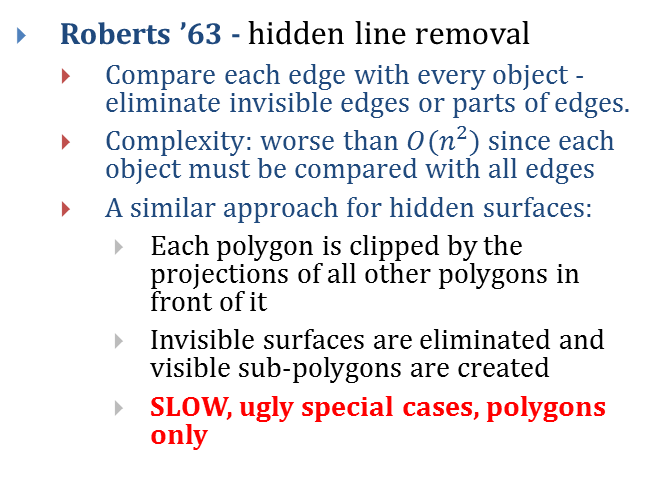 Roberts ’63 - hidden line removal
Compare each edge with every object -
eliminate invisible edges or parts of edges.
Complexity: worse than O(n²) since each
object must be compared with all edges
A similar approach for hidden surfaces:
Each polygon is clipped by the
projections of all other polygons in
front of it
Invisible surfaces are eliminated and
visible sub-polygons are created
SLOW, ugly special cases, polygons
only